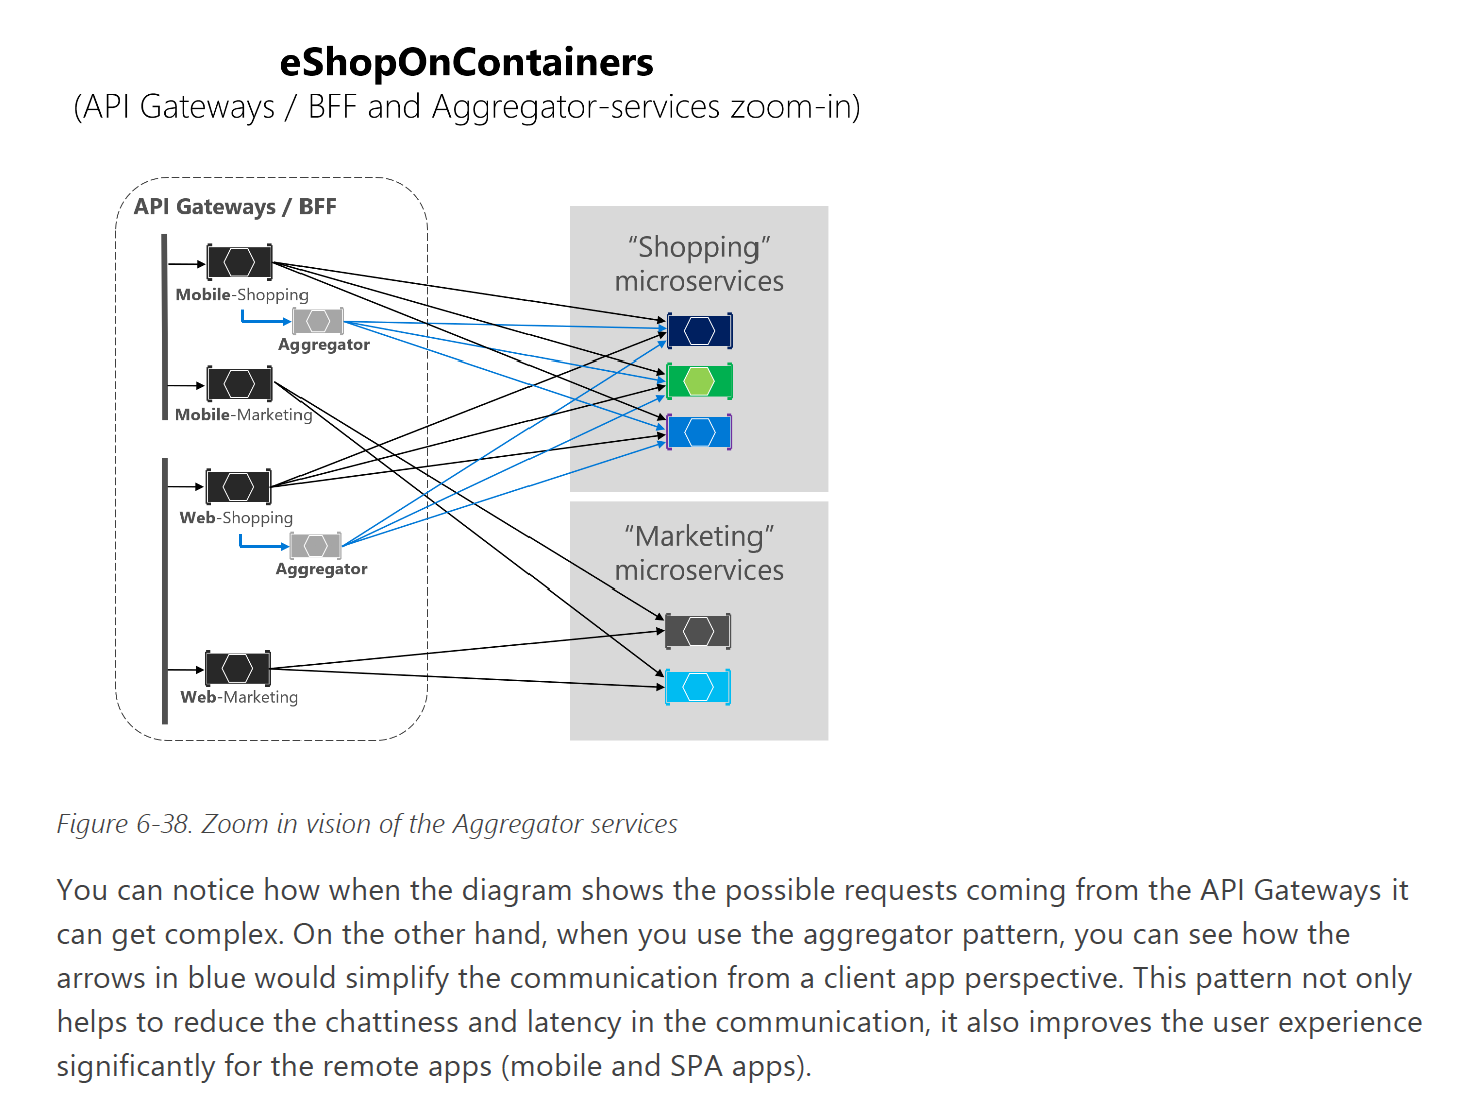 eShopOnContainers
(API Gateways / BFF and Aggregator-services zoom-in)
API Gateways / BFF
Mobile-Shopping
Aggregator
Mobile-Marketing
Web-Shopping
Aggregator
Web-Marketing
“Shopping”
microservices
“Marketing”
microservices
Figure 6-38. Zoom in vision of the Aggregator services
You can notice how when the diagram shows the possible requests coming from the API Gateways it
can get complex. On the other hand, when you use the aggregator pattern, you can see how the
arrows in blue would simplify the communication from a client app perspective. This pattern not only
helps to reduce the chattiness and latency in the communication, it also improves the user experience
significantly for the remote apps (mobile and SPA apps).